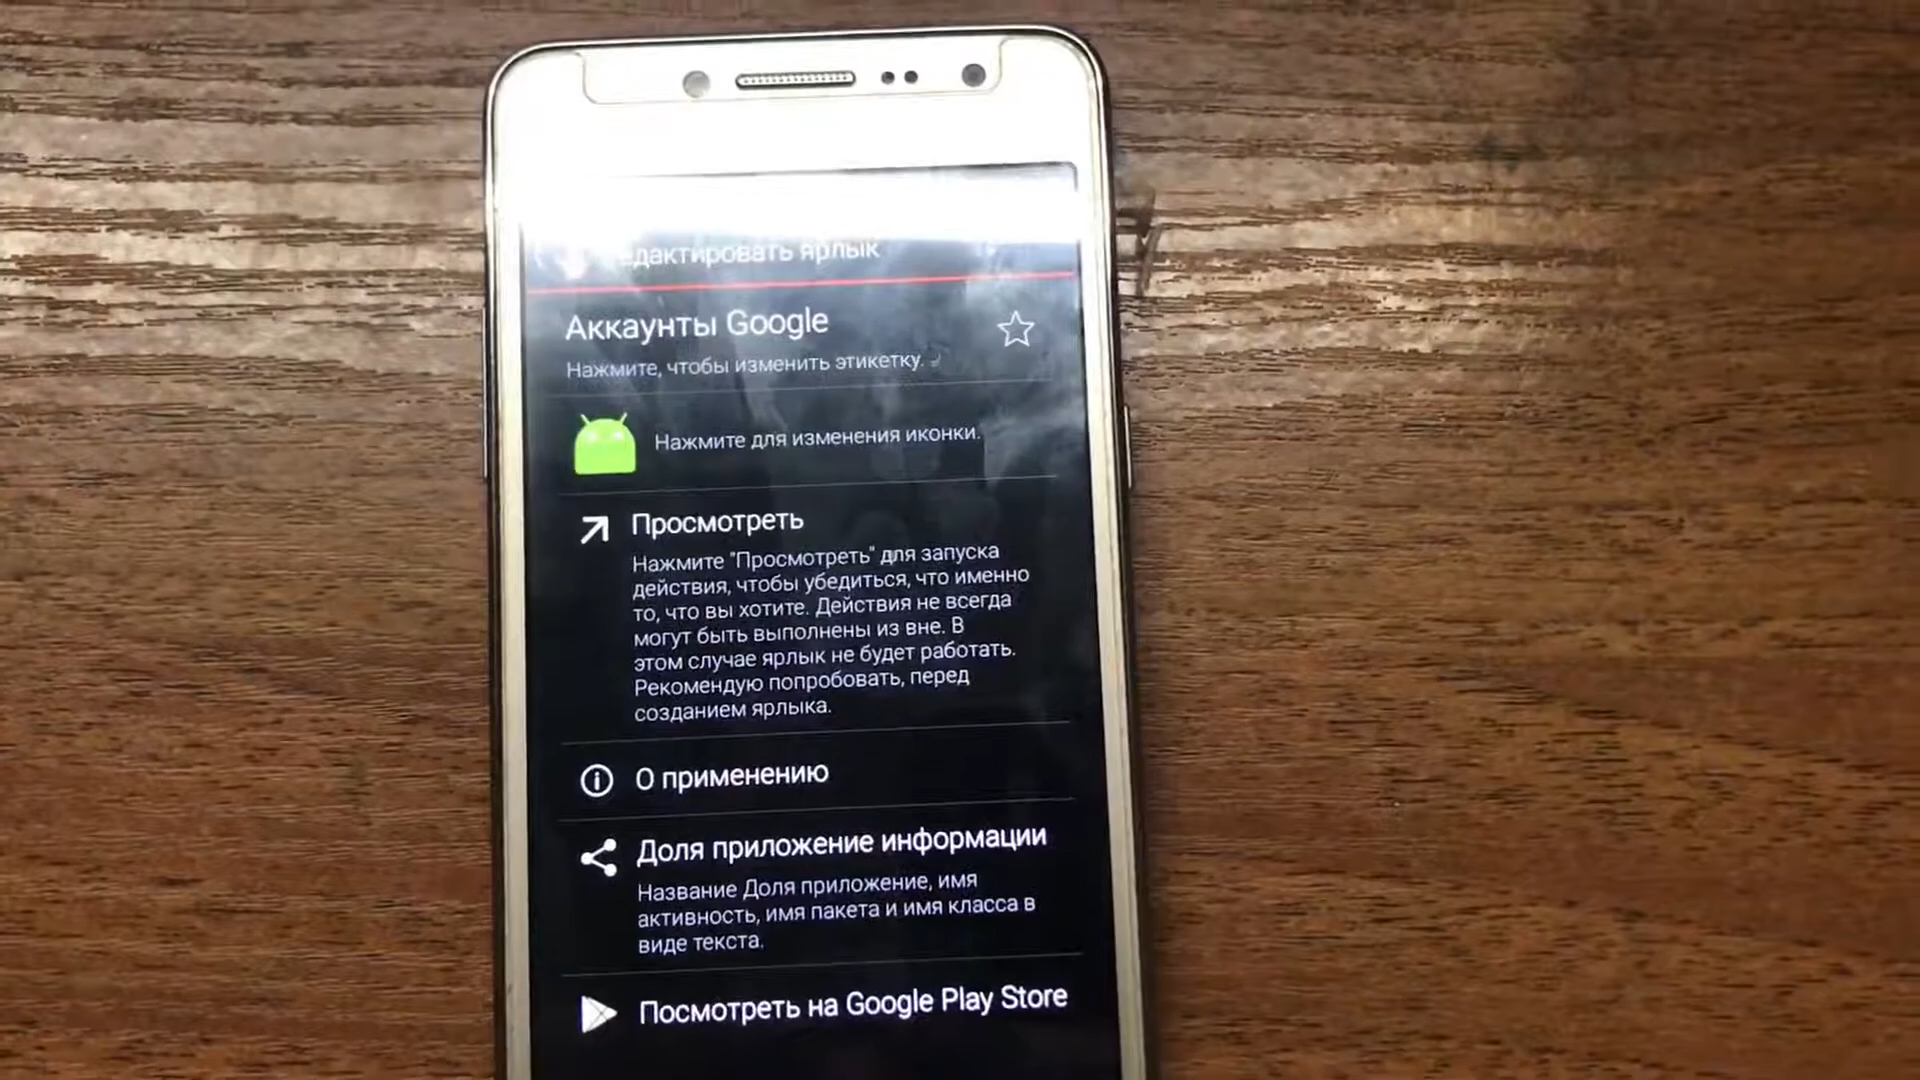 едактировать ярлык
Аккаунты Google
Нажмите, чтобы изменить этикетку.
Нажмите для изменения иконки.
Просмотреть
Нажмите "Просмотреть" для запуска
действия, чтобы убедиться, что именно
то, что вы хотите. Действия не всегда
могут быть выполнены из вне. В
этом случае ярлык не будет работать.
Рекомендую попробовать, перед
созданием ярлыка.
О применению
Доля приложение информации
Название Доля приложение, имя
активность, имя пакета и имя класса в
виде текста.
Посмотреть на Google Play Store